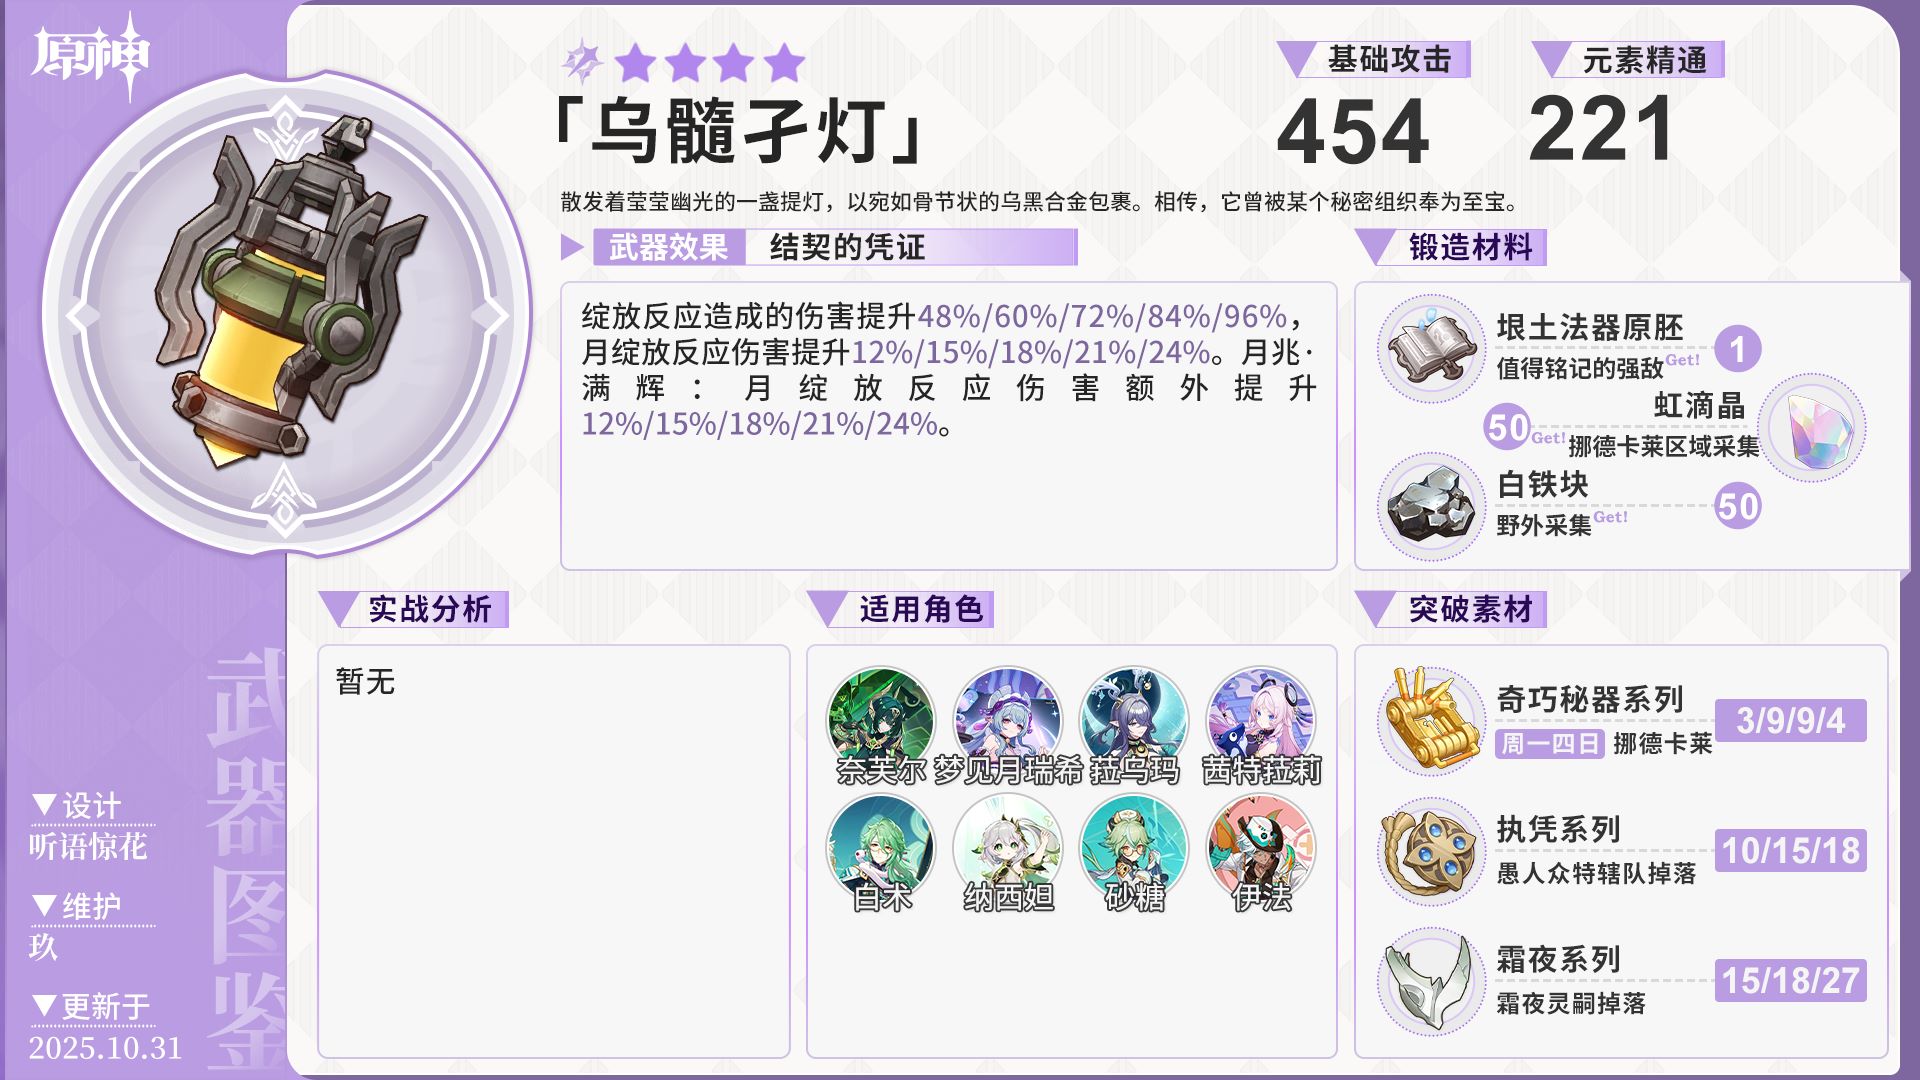 原神
「乌髓孑灯」
基础攻击
454
元素精通
221
散发着莹莹幽光的一盏提灯，以宛如骨节状的乌黑合金包裹。相传，它曾被某个秘密组织奉为至宝。
武器效果 结契的凭证
绽放反应造成的伤害提升48%/60%/72%/84%/96%，
月绽放反应伤害提升12%/15%/18%/21%/24%。月兆·
满辉：月绽放反应伤害额外提升
12%/15%/18%/21%/24%。
锻造材料
垠土法器原胚
值得铭记的强敌Get!
1
虹滴晶
50
Get!挪德卡莱区域采集
白铁块
野外采集Get!
50
实战分析
暂无
适用角色
奈芙尔 梦见月瑞希 菈乌玛 茜特菈莉
白术 纳西妲 砂糖 伊法
突破素材
奇巧秘器系列
周一四日 挪德卡莱
3/9/9/4
执凭系列
愚人众特辖队掉落
10/15/18
霜夜系列
霜夜灵嗣掉落
15/18/27
武器图鉴
▼设计
听语惊花
▼维护
玖
▼更新于
2025.10.31